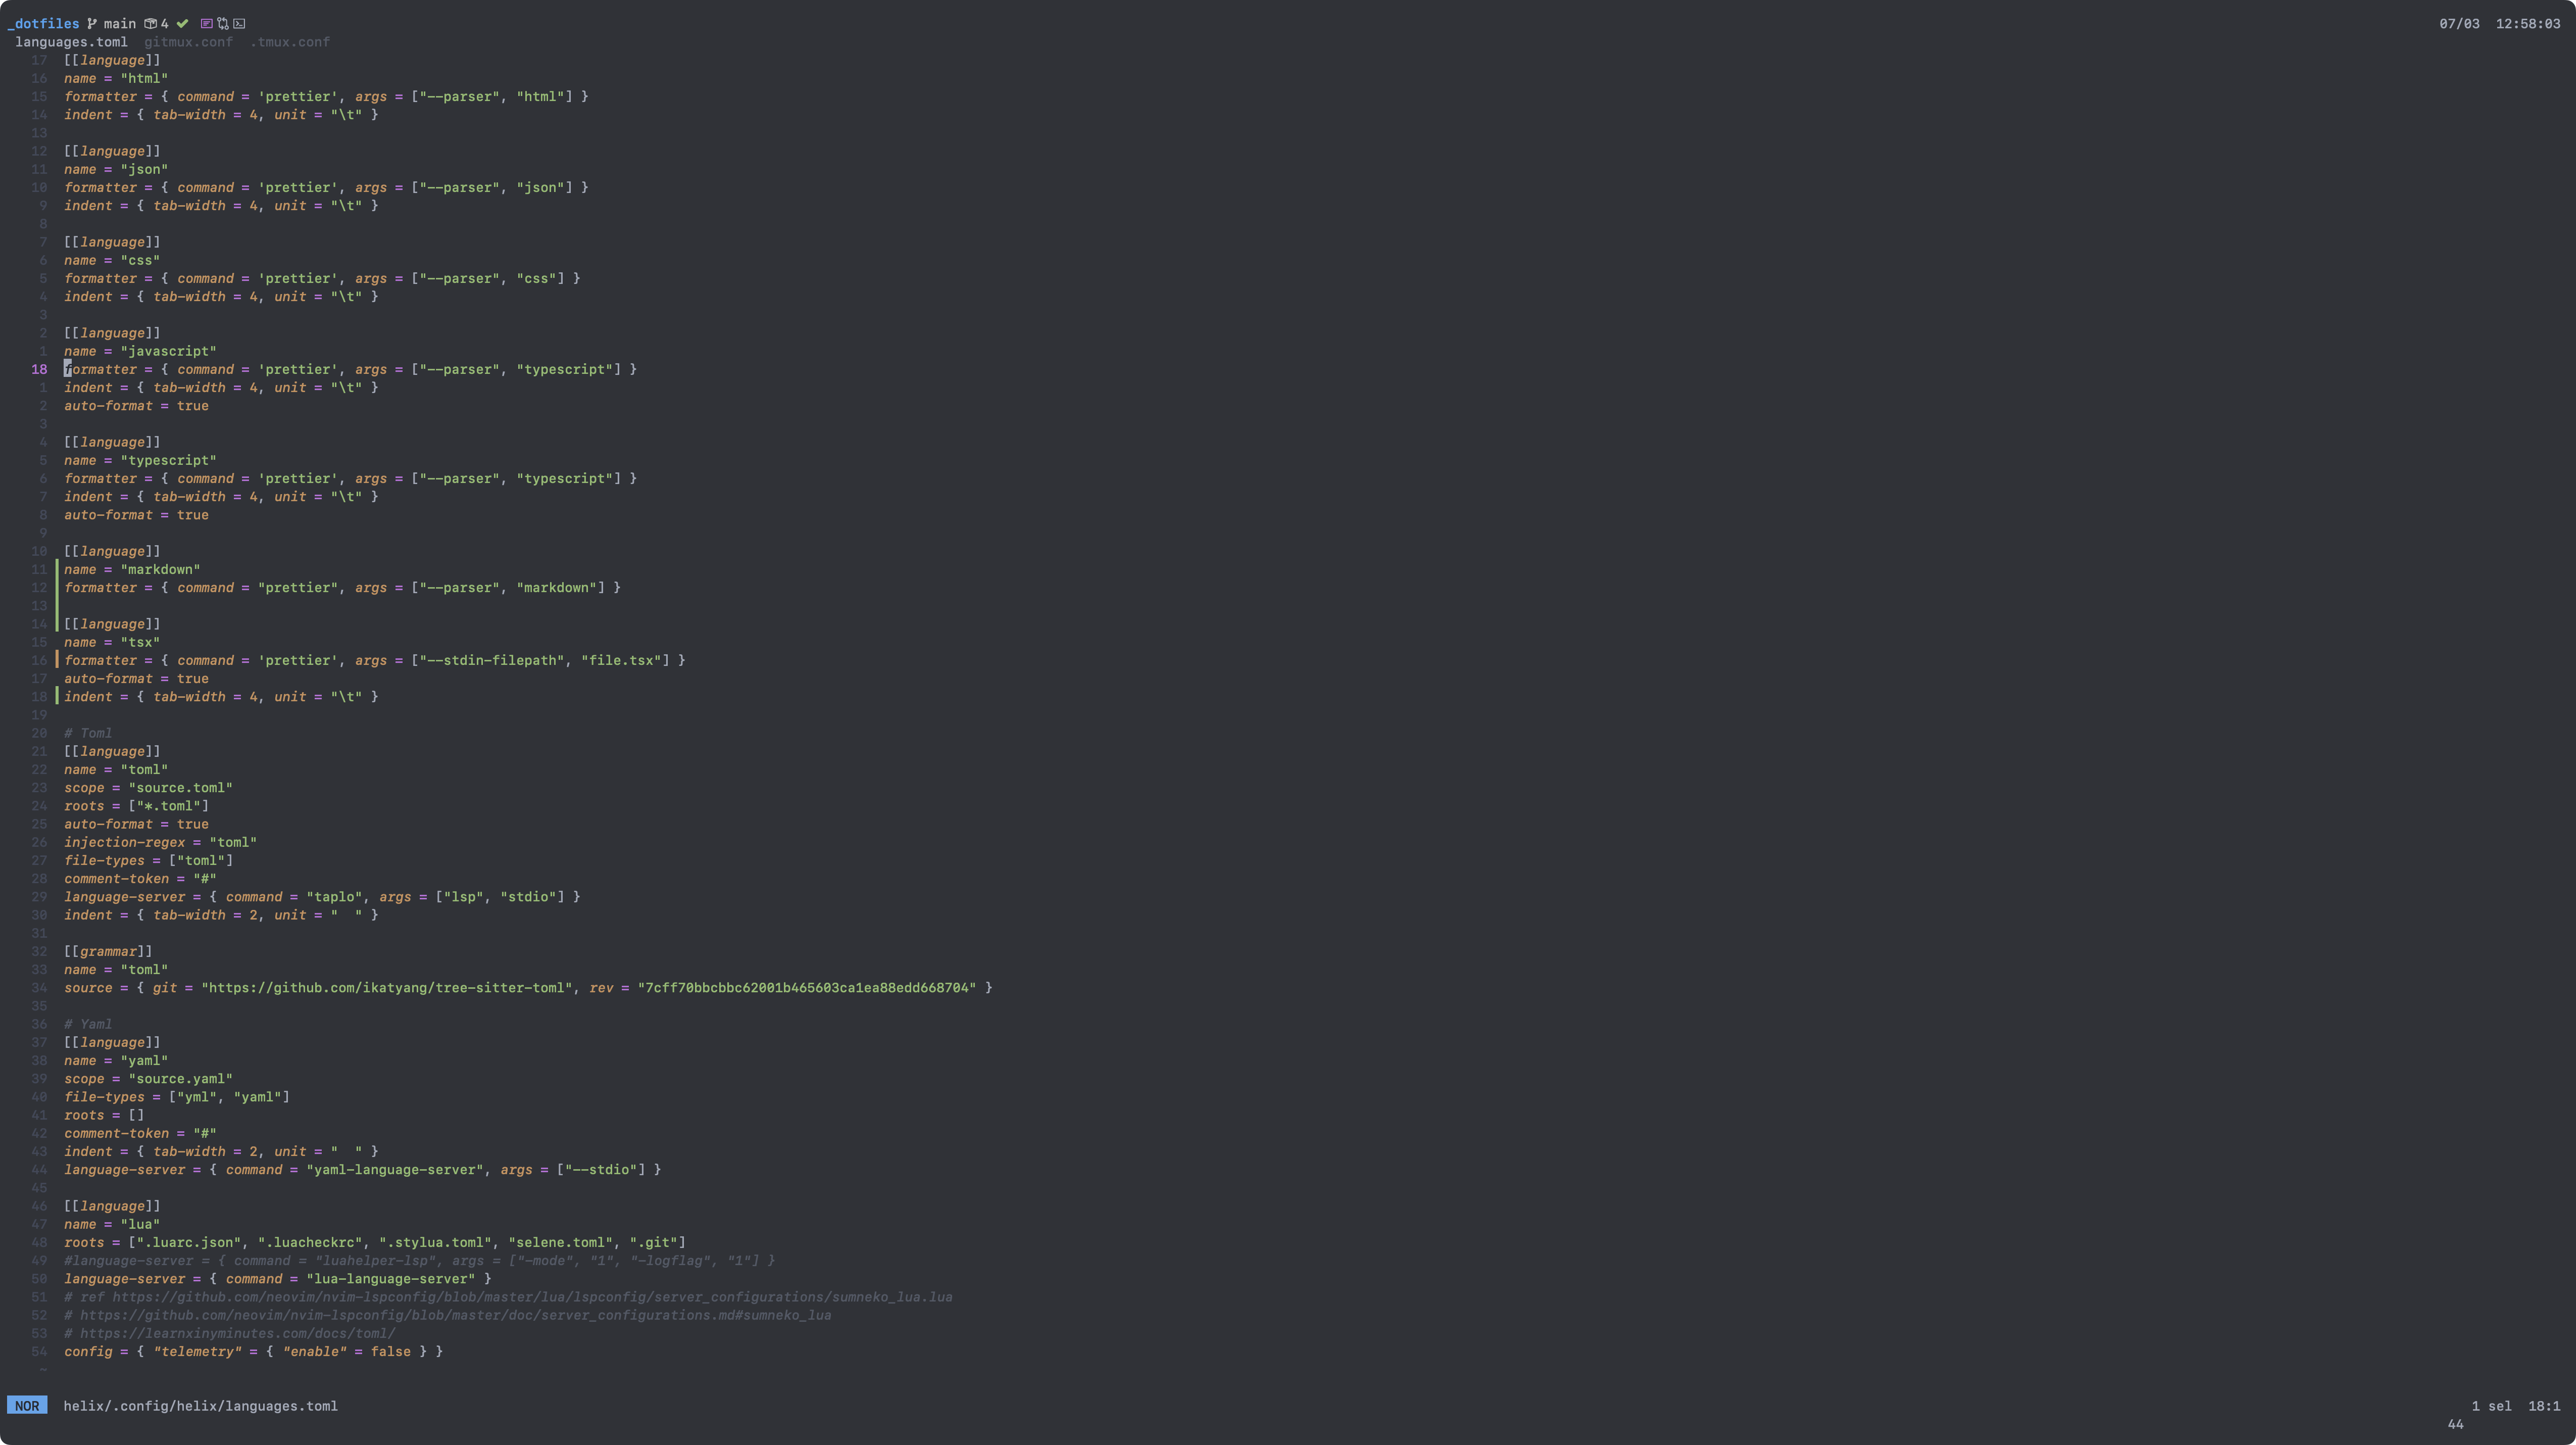 _dotfiles main 4 07/03 12:58:03
languages.toml gitmux.conf .tmux.conf
17 [[language]]
16 name = "html"
15 formatter = { command = 'prettier', args = ["--parser", "html"] }
14 indent = { tab-width = 4, unit = "\t" }
13
12 [[language]]
11 name = "json"
10 formatter = { command = 'prettier', args = ["--parser", "json"] }
9 indent = { tab-width = 4, unit = "\t" }
8
7 [[language]]
6 name = "css"
5 formatter = { command = 'prettier', args = ["--parser", "css"] }
4 indent = { tab-width = 4, unit = "\t" }
3
2 [[language]]
1 name = "javascript"
18 formatter = { command = 'prettier', args = ["--parser", "typescript"] }
1 indent = { tab-width = 4, unit = "\t" }
2 auto-format = true
3
4 [[language]]
5 name = "typescript"
6 formatter = { command = 'prettier', args = ["--parser", "typescript"] }
7 indent = { tab-width = 4, unit = "\t" }
8 auto-format = true
9
10 [[language]]
11 name = "markdown"
12 formatter = { command = "prettier", args = ["--parser", "markdown"] }
13
14 [[language]]
15 name = "tsx"
16 formatter = { command = 'prettier', args = ["--stdin-filepath", "file.tsx"] }
17 auto-format = true
18 indent = { tab-width = 4, unit = "\t" }
19
20 # Toml
21 [[language]]
22 name = "toml"
23 scope = "source.toml"
24 roots = ["*.toml"]
25 auto-format = true
26 injection-regex = "toml"
27 file-types = ["toml"]
28 comment-token = "#"
29 language-server = { command = "taplo", args = ["lsp", "stdio"] }
30 indent = { tab-width = 2, unit = "  " }
31
32 [[grammar]]
33 name = "toml"
34 source = { git = "https://github.com/ikatyang/tree-sitter-toml", rev = "7cff70bbcbbc62001b465603ca1ea88edd668704" }
35
36 # Yaml
37 [[language]]
38 name = "yaml"
39 scope = "source.yaml"
40 file-types = ["yml", "yaml"]
41 roots = []
42 comment-token = "#"
43 indent = { tab-width = 2, unit = "  " }
44 language-server = { command = "yaml-language-server", args = ["--stdio"] }
45
46 [[language]]
47 name = "lua"
48 roots = [".luarc.json", ".luacheckrc", ".stylua.toml", "selene.toml", ".git"]
49 #language-server = { command = "luahelper-lsp", args = ["-mode", "1", "-logflag", "1"] }
50 language-server = { command = "lua-language-server" }
51 # ref https://github.com/neovim/nvim-lspconfig/blob/master/lua/lspconfig/server_configurations/sumneko_lua.lua
52 # https://github.com/neovim/nvim-lspconfig/blob/master/doc/server_configurations.md#sumneko_lua
53 # https://learnxinyminutes.com/docs/toml/
54 config = { "telemetry" = { "enable" = false } }
~
NOR helix/.config/helix/languages.toml 1 sel 18:1
44